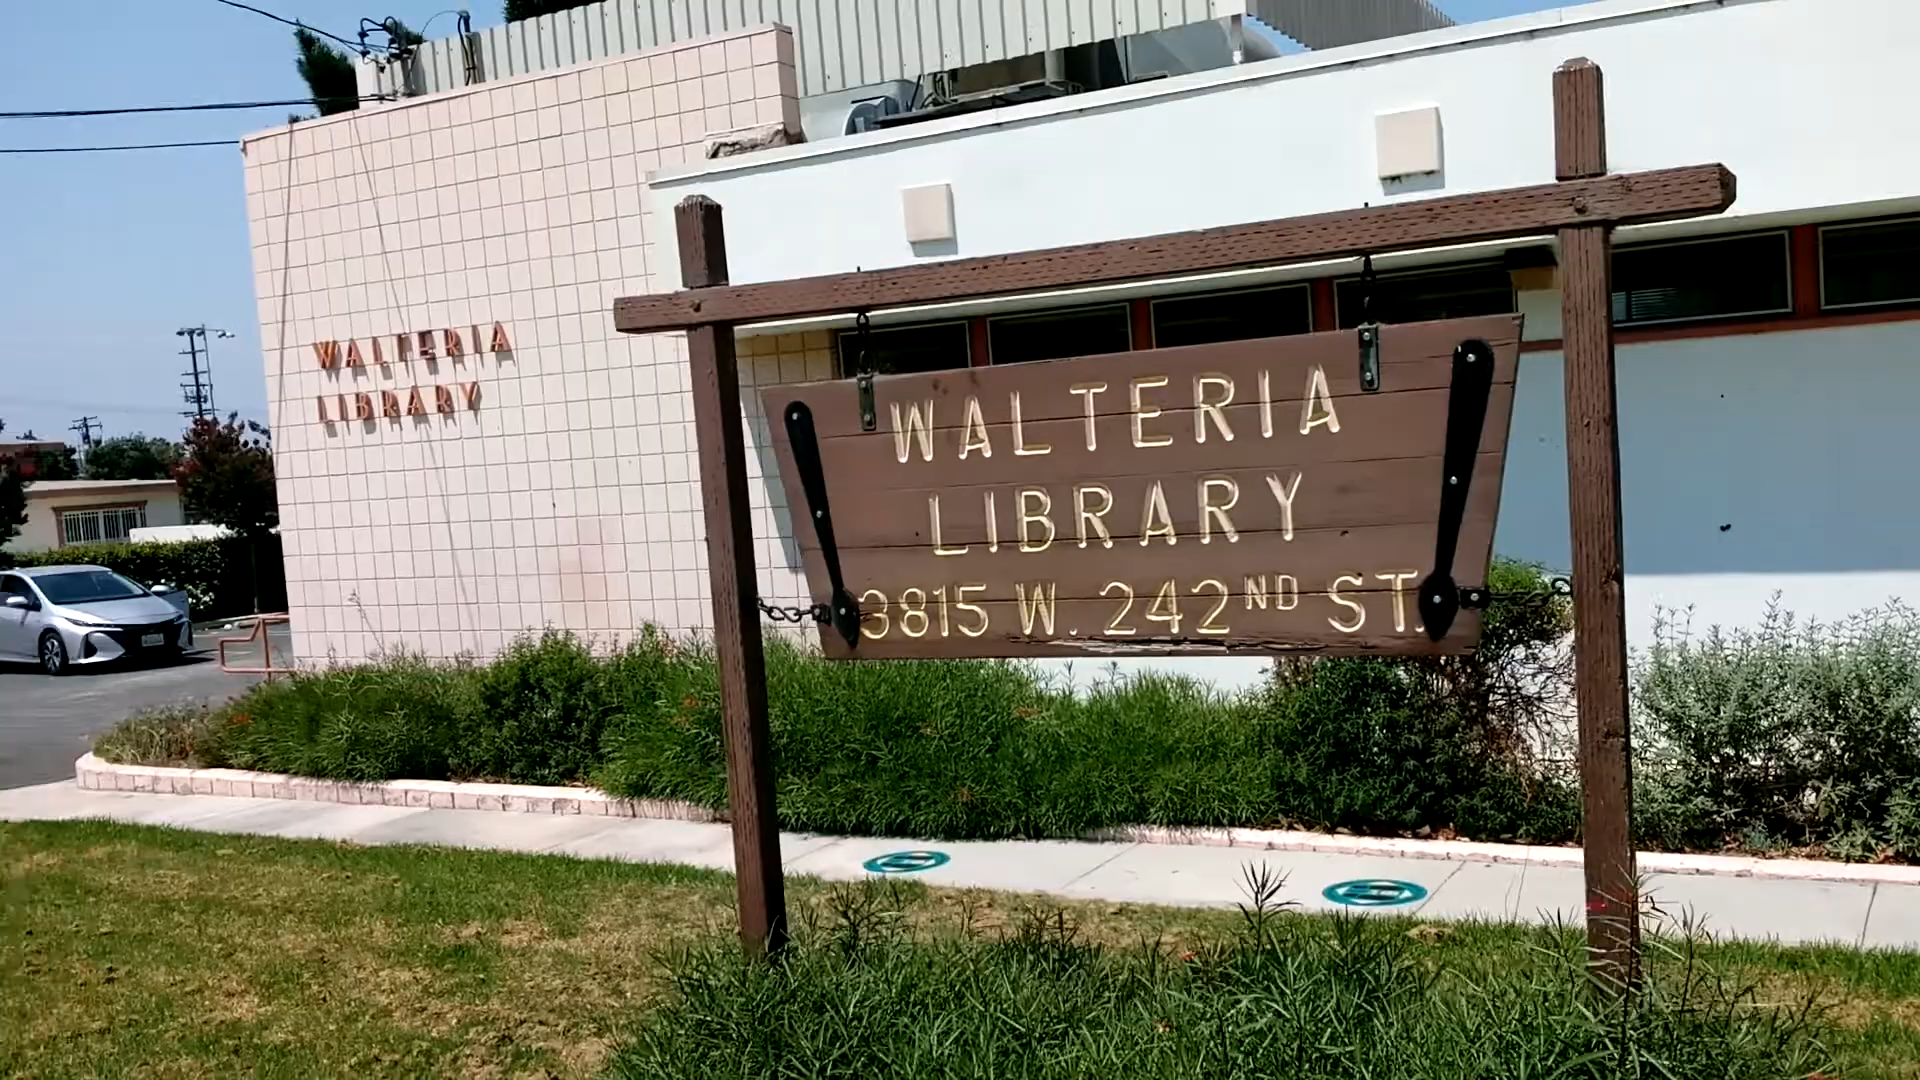 WALTERIA
LIBRARY
WALTERIA
LIBRARY
3815 W. 242ND ST.